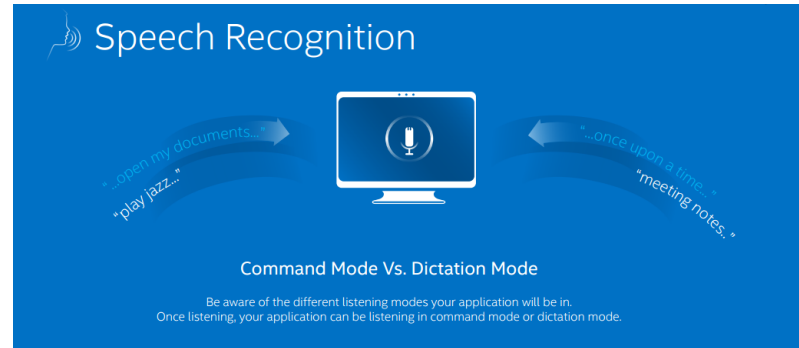 Speech Recognition
"...open my documents..."
"play jazz..."
"...once upon a time..."
"meeting notes.."
Command Mode Vs. Dictation Mode
Be aware of the different listening modes your application will be in.
Once listening, your application can be listening in command mode or dictation mode.